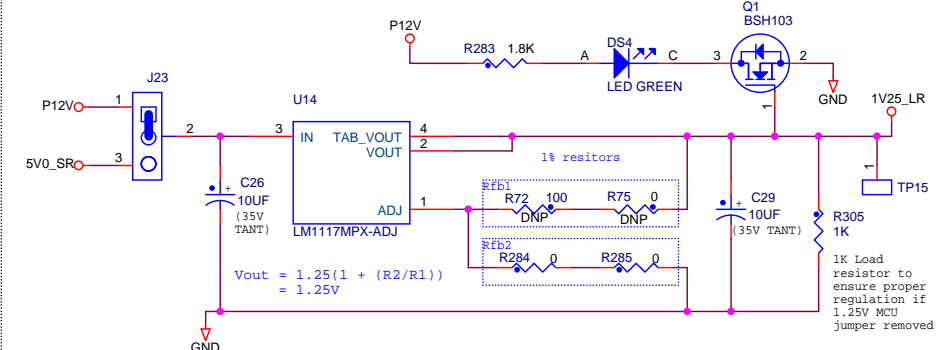 Q1
BSH103
P12V
R283 1.8K
A
DS4
C
3
2
LED GREEN
GND
1
1V25_LR
J23
P12V
1
2
5V0_SR
3
U14
3
IN
TAB_VOUT
4
VOUT
2
ADJ
1
LM1117MPX-ADJ
C26
+
10UF
(35V
TANT)
1% resitors
Rfb1
R72 100
DNP
R75 0
DNP
Rfb2
R284 0
R285 0
C29
+
10UF
(35V TANT)
R305
1K
1
TP15
1K Load
resistor to
ensure proper
regulation if
1.25V MCU
jumper removed
Vout = 1.25(1 + (R2/R1))
= 1.25V
GND